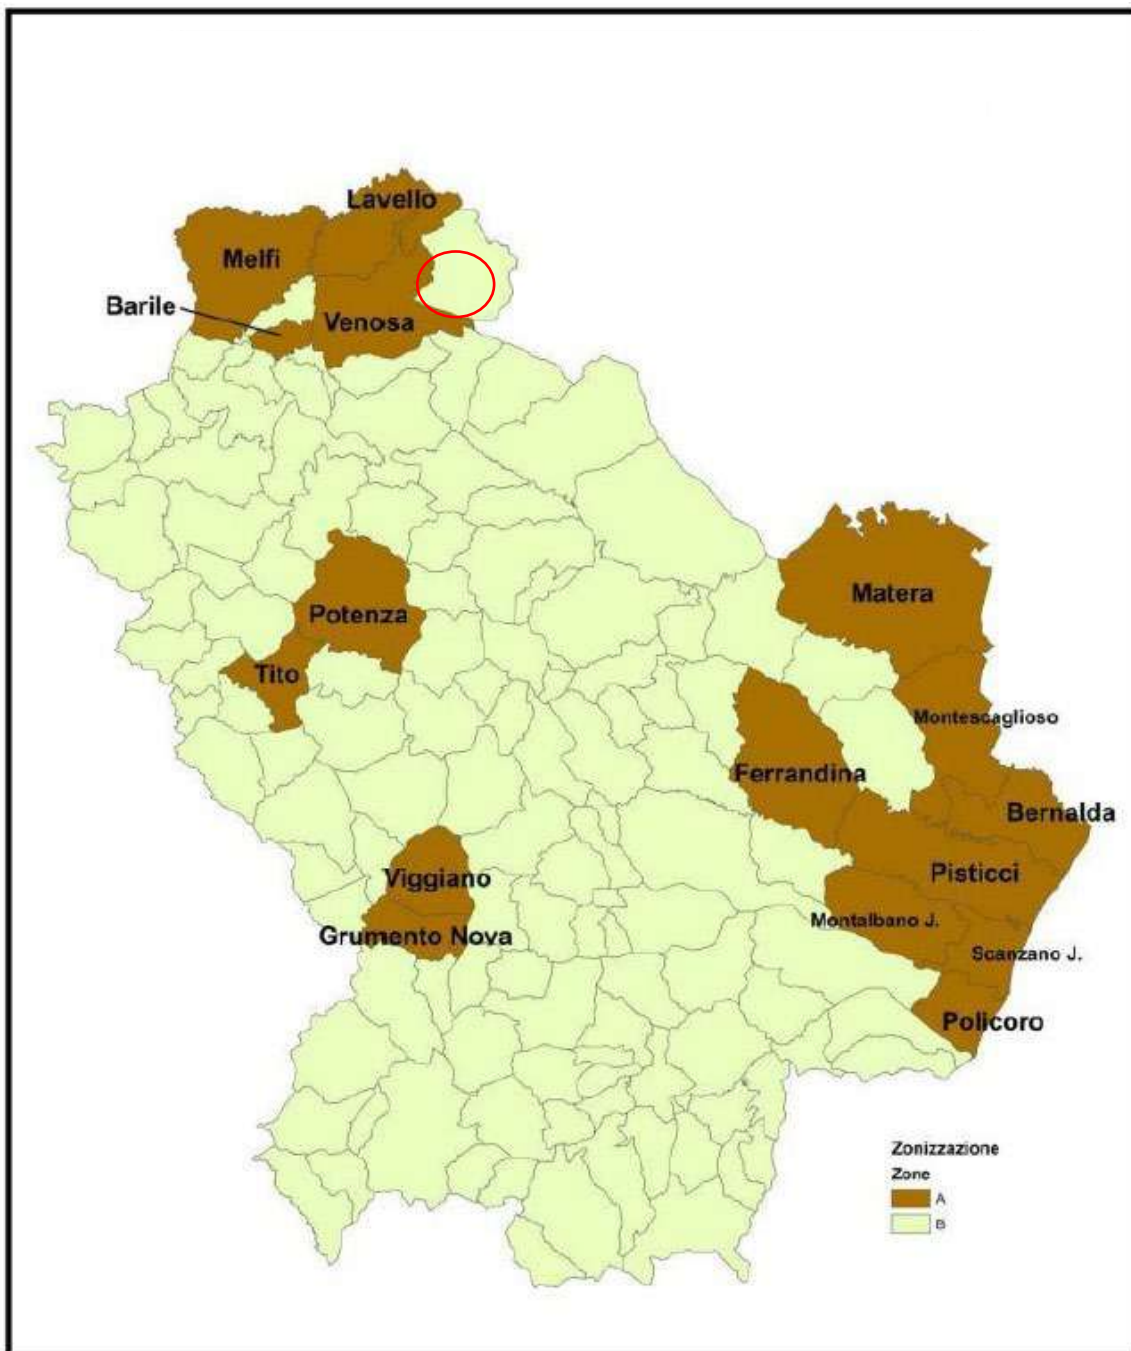 Lavello
Melfi
Barile
Venosa
Matera
Potenza
Tito
Montescaglioso
Ferrandina
Bernalda
Viggiano
Pisticci
Montalbano J.
Grumento Nova
Scanzano J.
Policoro
Zonizzazione
Zone
A
B